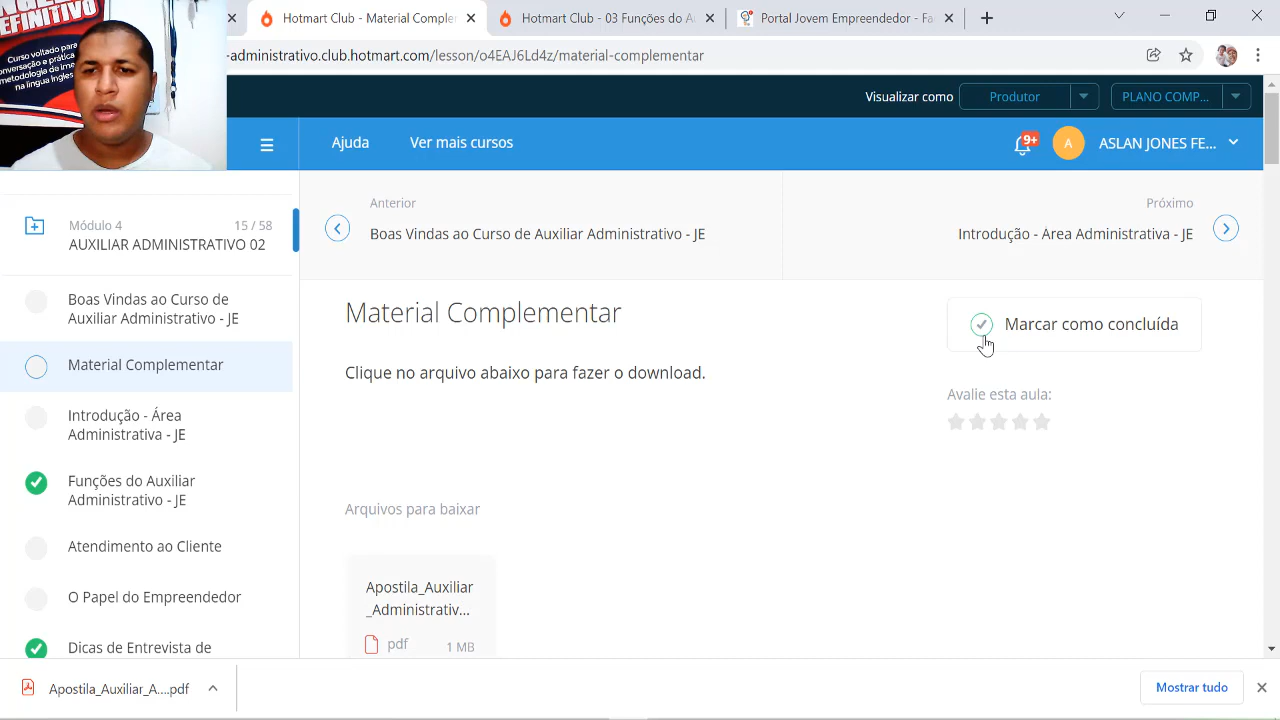 Hotmart Club - Material Compler
Hotmart Club - 03 Funções do A
Portal Jovem Empreendedor - Fa
-administrativo.club.hotmart.com/lesson/o4EAJ6Ld4z/material-complementar
DEFINITIVO
Curso voltado para
conversação e prática
metodologia do
na lingua ingles
Visualizar como
Produtor
PLANO COMP...
Ajuda
Ver mais cursos
9+
A
ASLAN JONES FE...
Módulo 4
15 / 58
AUXILIAR ADMINISTRATIVO 02
Anterior
Boas Vindas ao Curso de Auxiliar Administrativo - JE
Próximo
Introdução - Área Administrativa - JE
Boas Vindas ao Curso de
Auxiliar Administrativo - JE
Material Complementar
Introdução - Área
Administrativa - JE
Funções do Auxiliar
Administrativo - JE
Atendimento ao Cliente
O Papel do Empreendedor
Dicas de Entrevista de
Material Complementar
Marcar como concluída
Clique no arquivo abaixo para fazer o download.
Avalie esta aula:
Arquivos para baixar
Apostila_Auxiliar
_Administrativ...
pdf
1 MB
Apostila_Auxiliar_A....pdf
Mostrar tudo